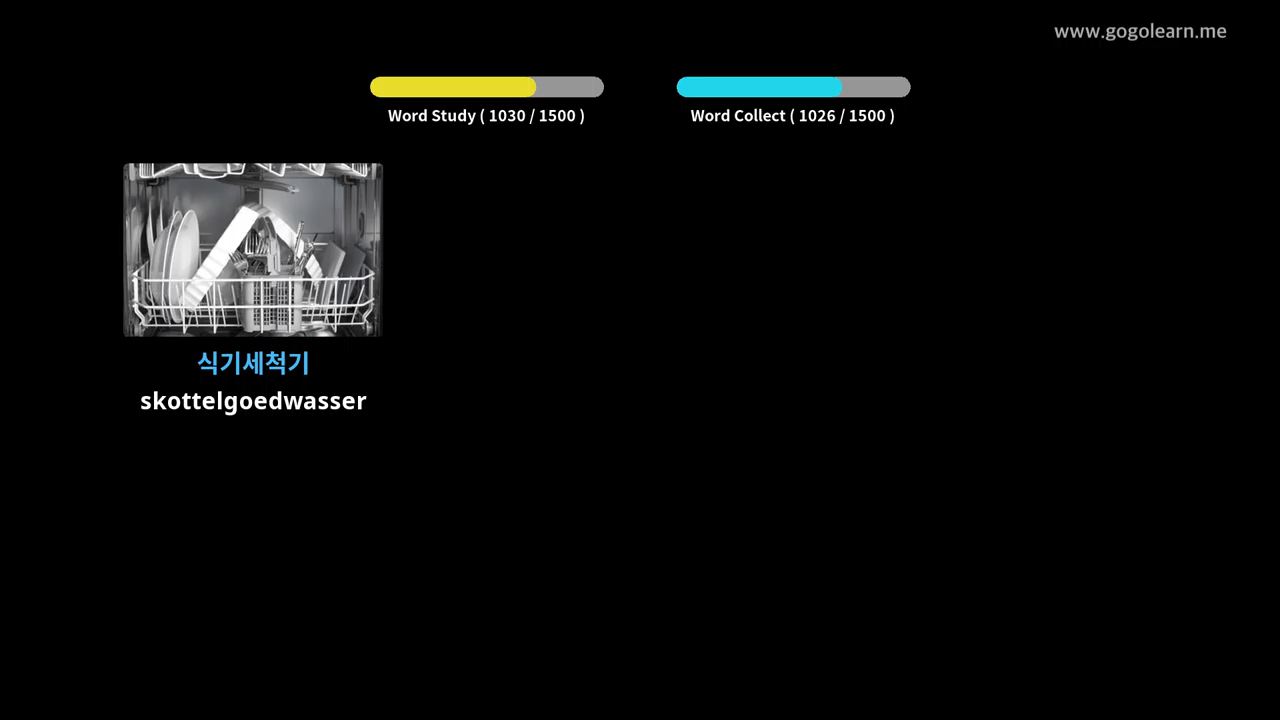 www.gogolearn.me
Word Study ( 1030 / 1500 )
Word Collect ( 1026 / 1500 )
식기세척기
skottelgoedwasser